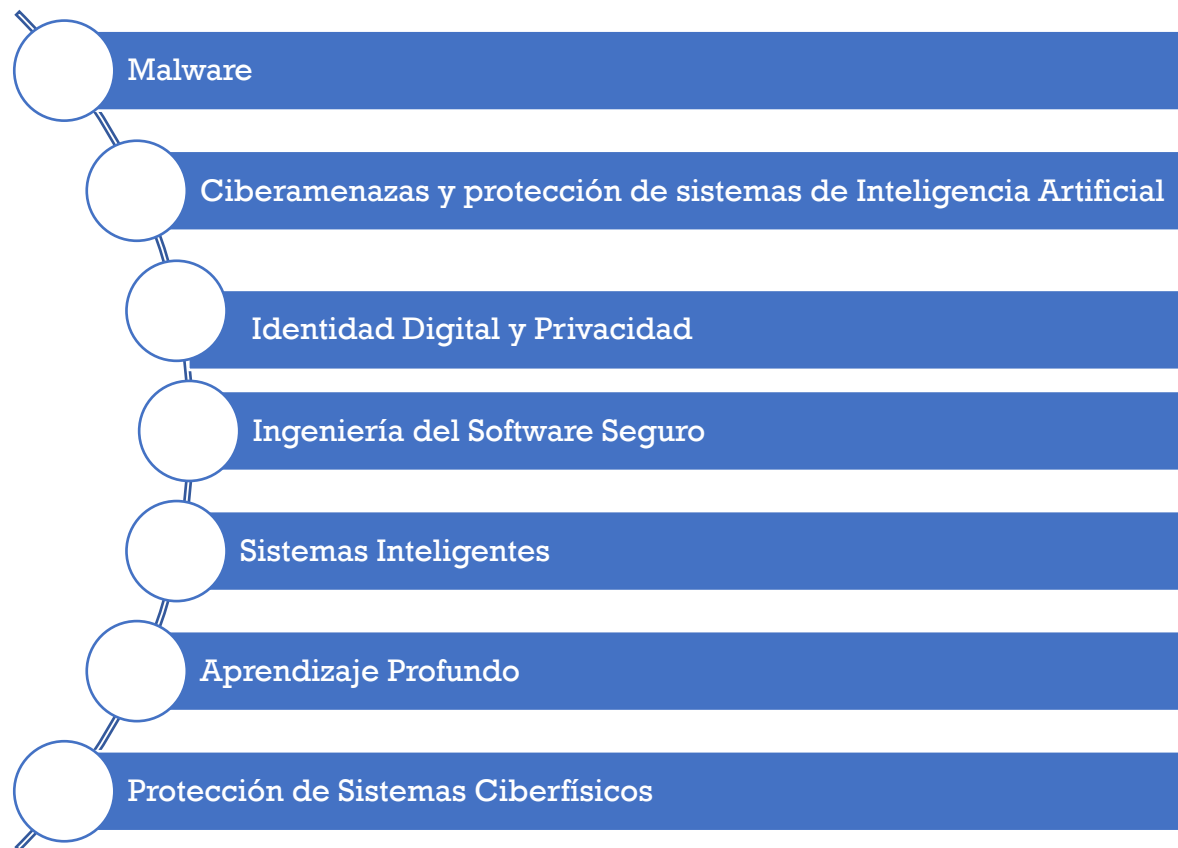 Malware
Ciberamenazas y protección de sistemas de Inteligencia Artificial
Identidad Digital y Privacidad
Ingeniería del Software Seguro
Sistemas Inteligentes
Aprendizaje Profundo
Protección de Sistemas Ciberfísicos